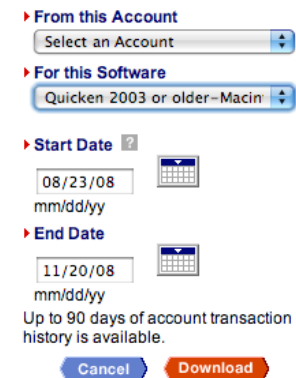 From this Account
Select an Account
For this Software
Quicken 2003 or older-Macin
Start Date ?
08/23/08
mm/dd/yy
End Date
11/20/08
mm/dd/yy
Up to 90 days of account transaction
history is available.
Cancel Download